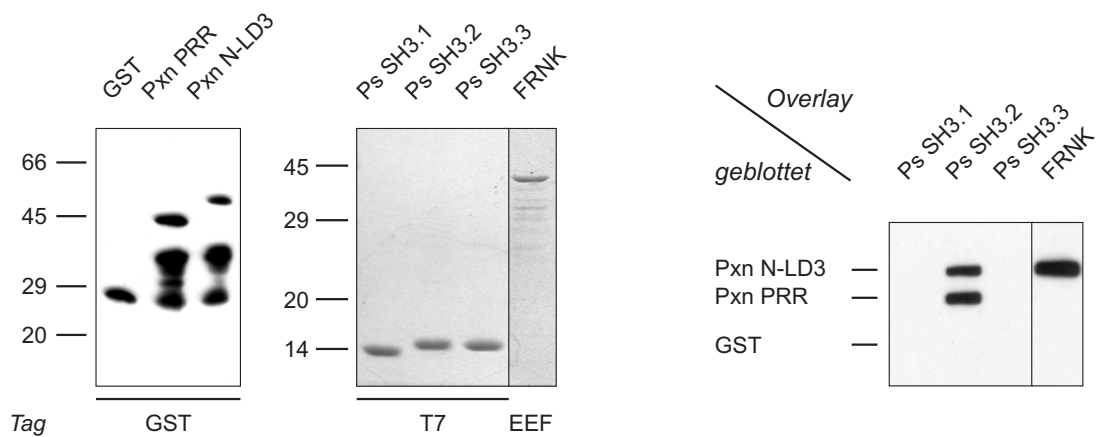 GST
Pxn PRR
Pxn N-LD3
66
45
29
20
Tag
GST
Ps SH3.1
Ps SH3.2
Ps SH3.3
FRNK
45
29
20
14
T7
EEF
Overlay
geblottet
Ps SH3.1
Ps SH3.2
Ps SH3.3
FRNK
Pxn N-LD3
Pxn PRR
GST